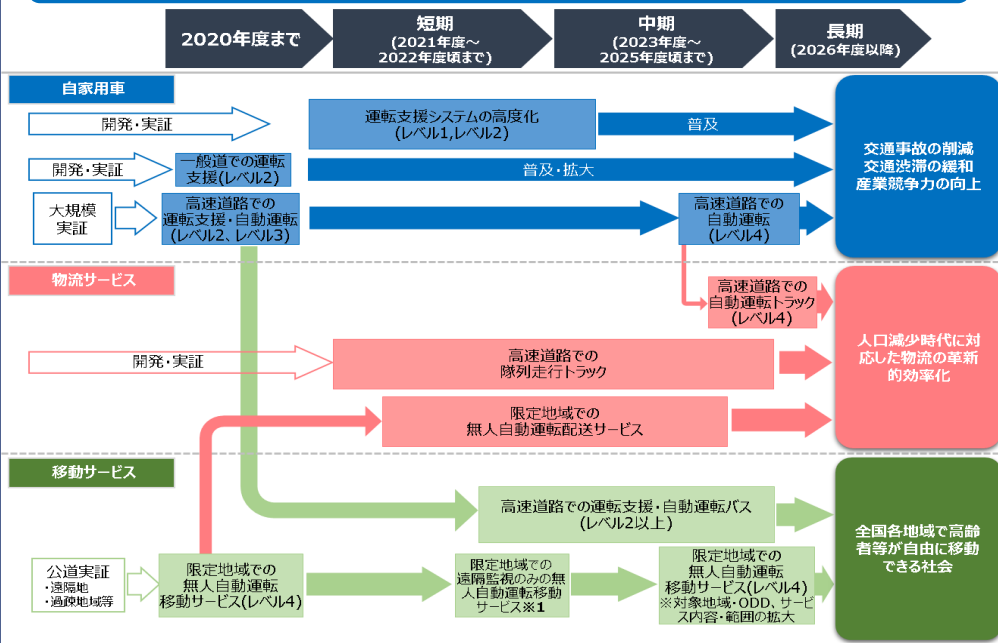 2020年度まで
短期
(2021年度～
2022年度頃まで)
中期
(2023年度～
2025年度頃まで)
長期
(2026年度以降)
自家用車
開発・実証
運転支援システムの高度化
(レベル1,レベル2)
普及
開発・実証
一般道での運転
支援(レベル2)
普及・拡大
大規模
実証
高速道路での
運転支援・自動運転
(レベル2、レベル3)
高速道路での
自動運転
(レベル4)
交通事故の削減
交通渋滞の緩和
産業競争力の向上
物流サービス
高速道路での
自動運転トラック
(レベル4)
開発・実証
高速道路での
隊列走行トラック
限定地域での
無人自動運転配送サービス
人口減少時代に対
応した物流の革新
的効率化
移動サービス
高速道路での運転支援・自動運転バス
(レベル2以上)
公道実証
・遠隔地
・過疎地域等
限定地域での
無人自動運転
移動サービス(レベル4)
限定地域での
遠隔監視のみの無
人自動運転移動
サービス※1
限定地域での
無人自動運転
移動サービス(レベル4)
※対象地域・ODD、サービ
ス内容・範囲の拡大
全国各地域で高齢
者等が自由に移動
できる社会